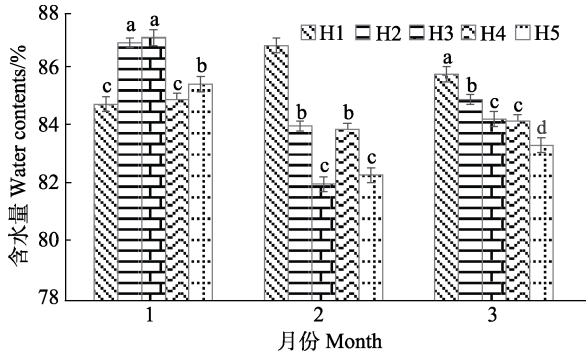 88
86
84
82
80
78
含水量 Water contents/%
H1 H2 H3 H4 H5
c a a c b
b c b c
a b c c d
1 2 3
月份 Month